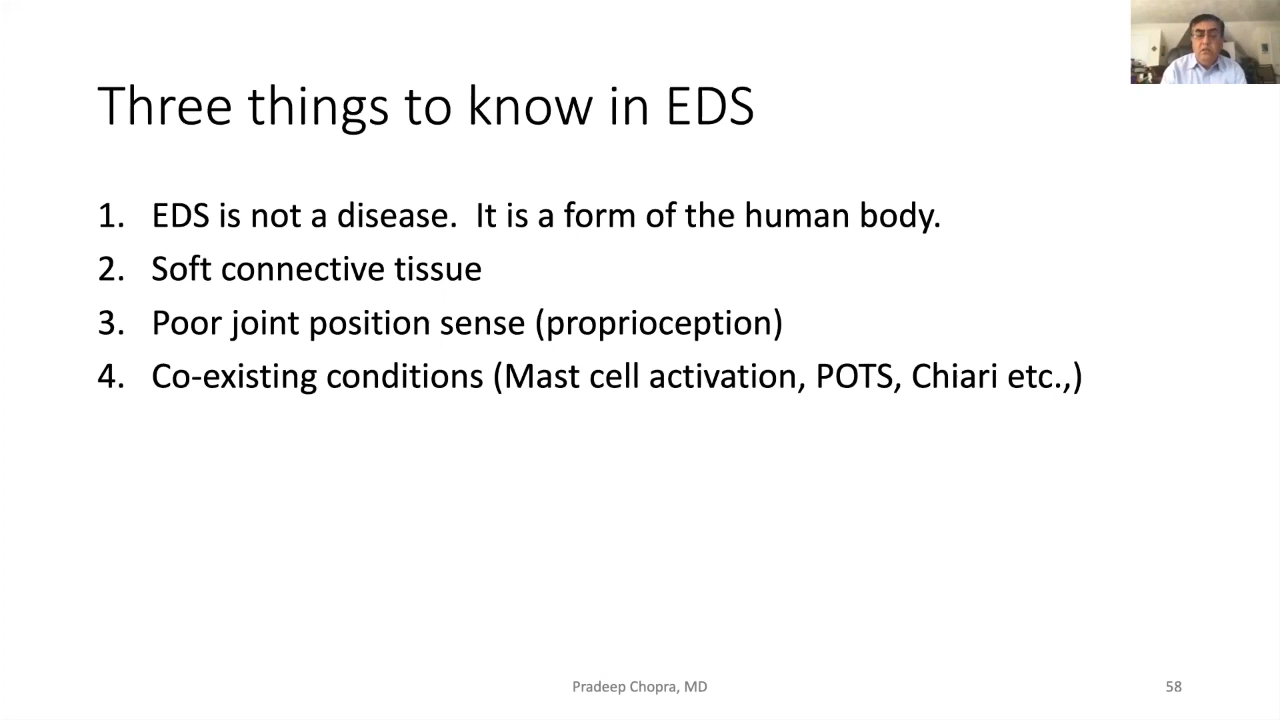 Three things to know in EDS
1. EDS is not a disease.  It is a form of the human body.
2. Soft connective tissue
3. Poor joint position sense (proprioception)
4. Co-existing conditions (Mast cell activation, POTS, Chiari etc.,)
Pradeep Chopra, MD
58